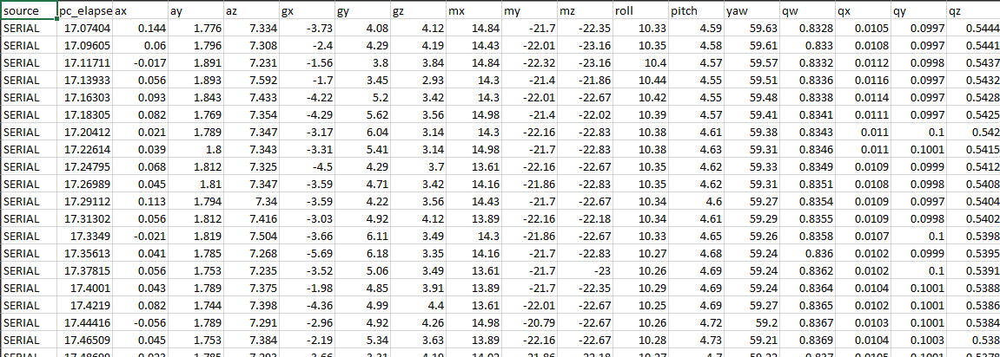 source pc_elapse ax ay az gx gy gz mx my mz roll pitch yaw qw qx qy qz
SERIAL 17.07404 0.144 1.776 7.334 -3.73 4.08 4.12 14.84 -21.7 -22.35 10.33 4.59 59.63 0.8328 0.0105 0.0997 0.5444
SERIAL 17.09605 0.06 1.796 7.308 -2.4 4.29 4.19 14.43 -22.01 -23.16 10.35 4.58 59.61 0.833 0.0108 0.0997 0.5441
SERIAL 17.11711 -0.017 1.891 7.231 -1.56 3.8 3.84 14.84 -22.32 -23.16 10.4 4.57 59.57 0.8332 0.0112 0.0998 0.5437
SERIAL 17.13933 0.056 1.893 7.592 -1.7 3.45 2.93 14.3 -21.4 -21.86 10.44 4.55 59.51 0.8336 0.0116 0.0997 0.5432
SERIAL 17.16303 0.093 1.843 7.433 -4.22 5.2 3.42 14.3 -22.01 -22.67 10.42 4.55 59.48 0.8338 0.0114 0.0997 0.5428
SERIAL 17.18305 0.082 1.769 7.354 -4.29 5.62 3.56 14.98 -21.4 -22.02 10.39 4.57 59.41 0.8341 0.0111 0.0997 0.5425
SERIAL 17.20412 0.021 1.789 7.347 -3.17 6.04 3.14 14.3 -22.16 -22.83 10.38 4.61 59.38 0.8343 0.011 0.1 0.542
SERIAL 17.22614 0.039 1.8 7.343 -3.31 5.41 3.14 14.98 -21.7 -22.83 10.38 4.63 59.31 0.8346 0.011 0.1001 0.5415
SERIAL 17.24795 0.068 1.812 7.325 -4.5 4.29 3.7 13.61 -22.16 -22.67 10.35 4.62 59.33 0.8349 0.0109 0.0999 0.5412
SERIAL 17.26989 0.045 1.81 7.347 -3.59 4.71 3.42 14.16 -21.86 -22.83 10.35 4.62 59.31 0.8351 0.0108 0.0998 0.5408
SERIAL 17.29112 0.113 1.794 7.34 -3.59 4.22 3.56 14.43 -21.7 -22.67 10.34 4.6 59.27 0.8354 0.0109 0.0997 0.5404
SERIAL 17.31302 0.056 1.812 7.416 -3.03 4.92 4.12 13.89 -22.16 -22.18 10.34 4.61 59.29 0.8355 0.0109 0.0998 0.5402
SERIAL 17.3349 -0.021 1.819 7.504 -3.66 6.11 3.49 14.3 -21.86 -22.67 10.33 4.65 59.26 0.8358 0.0107 0.1 0.5398
SERIAL 17.35613 0.041 1.785 7.268 -5.69 6.18 3.35 14.16 -21.7 -22.83 10.27 4.68 59.24 0.836 0.0102 0.0999 0.5395
SERIAL 17.37815 0.056 1.753 7.235 -3.52 5.06 3.49 13.61 -21.7 -23 10.26 4.69 59.24 0.8362 0.0102 0.1 0.5391
SERIAL 17.4001 0.043 1.789 7.375 -1.98 4.85 3.91 13.89 -21.7 -22.35 10.29 4.69 59.24 0.8364 0.0104 0.1001 0.5388
SERIAL 17.4219 0.082 1.744 7.398 -4.36 4.99 4.4 13.61 -22.01 -22.67 10.25 4.69 59.27 0.8365 0.0102 0.1001 0.5386
SERIAL 17.44416 -0.056 1.789 7.291 -2.96 4.92 4.26 14.98 -20.79 -22.67 10.26 4.72 59.2 0.8367 0.0103 0.1001 0.5384
SERIAL 17.46509 0.045 1.753 7.384 -2.19 5.34 3.63 13.89 -22.16 -22.67 10.28 4.73 59.21 0.8369 0.0104 0.1003 0.538